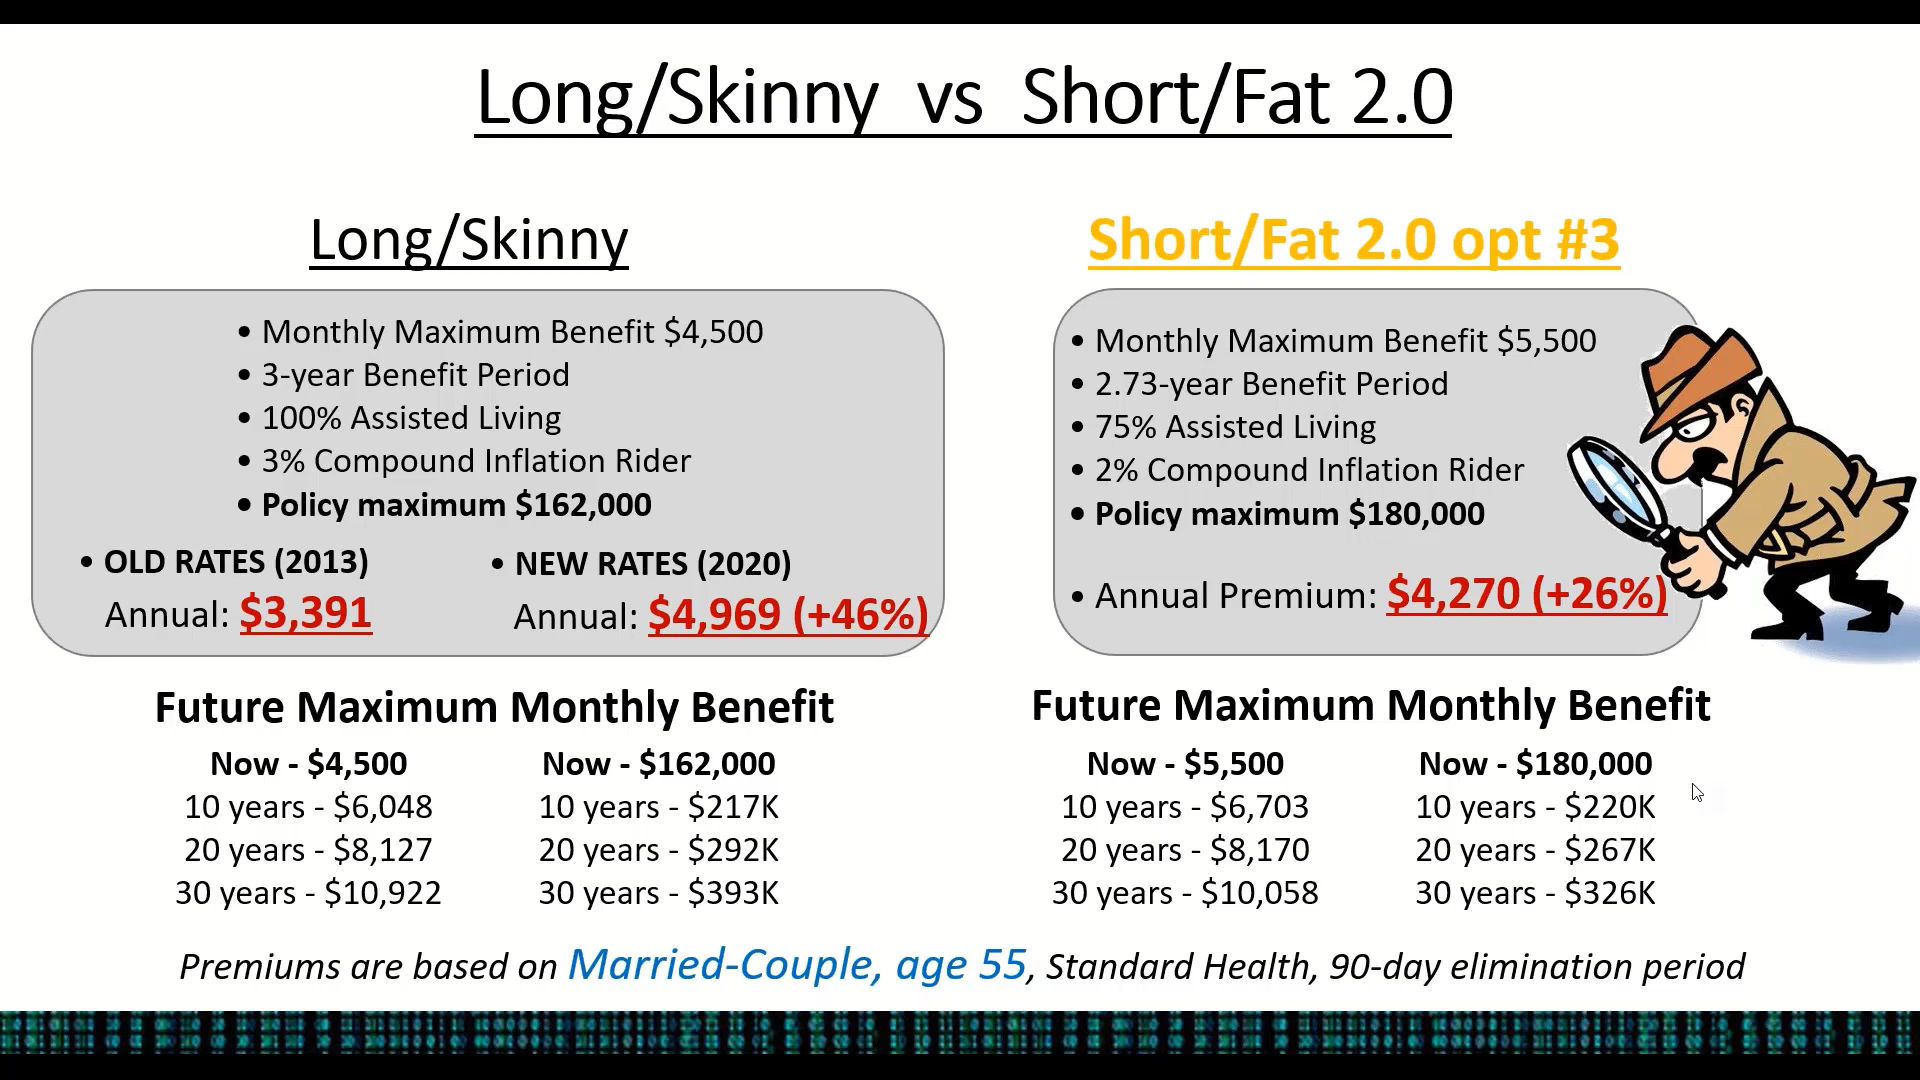 Long/Skinny vs Short/Fat 2.0
Long/Skinny
• Monthly Maximum Benefit $4,500
• 3-year Benefit Period
• 100% Assisted Living
• 3% Compound Inflation Rider
• Policy maximum $162,000
• OLD RATES (2013)
Annual: $3,391
• NEW RATES (2020)
Annual: $4,969 (+46%)
Future Maximum Monthly Benefit
Now - $4,500
10 years - $6,048
20 years - $8,127
30 years - $10,922
Now - $162,000
10 years - $217K
20 years - $292K
30 years - $393K
Short/Fat 2.0 opt #3
• Monthly Maximum Benefit $5,500
• 2.73-year Benefit Period
• 75% Assisted Living
• 2% Compound Inflation Rider
• Policy maximum $180,000
• Annual Premium: $4,270 (+26%)
Future Maximum Monthly Benefit
Now - $5,500
10 years - $6,703
20 years - $8,170
30 years - $10,058
Now - $180,000
10 years - $220K
20 years - $267K
30 years - $326K
Premiums are based on Married-Couple, age 55, Standard Health, 90-day elimination period